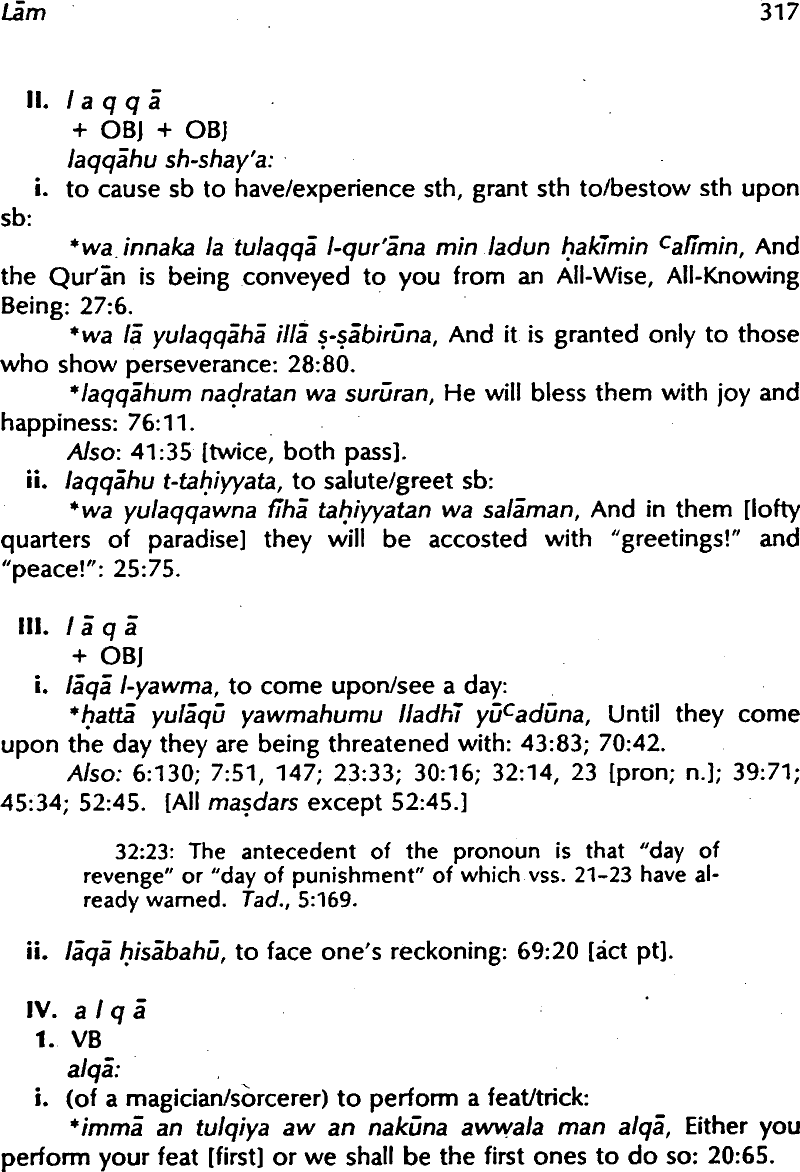 Lām 317
II. l a q q ā
+ OBJ + OBJ
laqqāhu sh-shay'a:
i. to cause sb to have/experience sth, grant sth to/bestow sth upon
sb:
*wa innaka la tulaqqā l-qur'āna min ladun ḥakīmin ᶜalīmin, And
the Qur'ān is being conveyed to you from an All-Wise, All-Knowing
Being: 27:6.
*wa lā yulaqqāhā illā ṣ-ṣābirūna, And it is granted only to those
who show perseverance: 28:80.
*laqqāhum naḍratan wa surūran, He will bless them with joy and
happiness: 76:11.
Also: 41:35 [twice, both pass].
ii. laqqāhu t-taḥiyyata, to salute/greet sb:
*wa yulaqqawna fīhā taḥiyyatan wa salāman, And in them [lofty
quarters of paradise] they will be accosted with "greetings!" and
"peace!": 25:75.
III. l ā q ā
+ OBJ
i. lāqā l-yawma, to come upon/see a day:
*ḥattā yulāqū yawmahumu lladhī yūᶜadūna, Until they come
upon the day they are being threatened with: 43:83; 70:42.
Also: 6:130; 7:51, 147; 23:33; 30:16; 32:14, 23 [pron; n.]; 39:71;
45:34; 52:45. [All maṣdars except 52:45.]
32:23: The antecedent of the pronoun is that "day of
revenge" or "day of punishment" of which vss. 21–23 have al-
ready warned. Tad., 5:169.
ii. lāqā ḥisābahū, to face one's reckoning: 69:20 [act pt].
IV. a l q ā
1. VB
alqā:
i. (of a magician/sorcerer) to perform a feat/trick:
*immā an tulqiya aw an nakūna awwala man alqā, Either you
perform your feat [first] or we shall be the first ones to do so: 20:65.